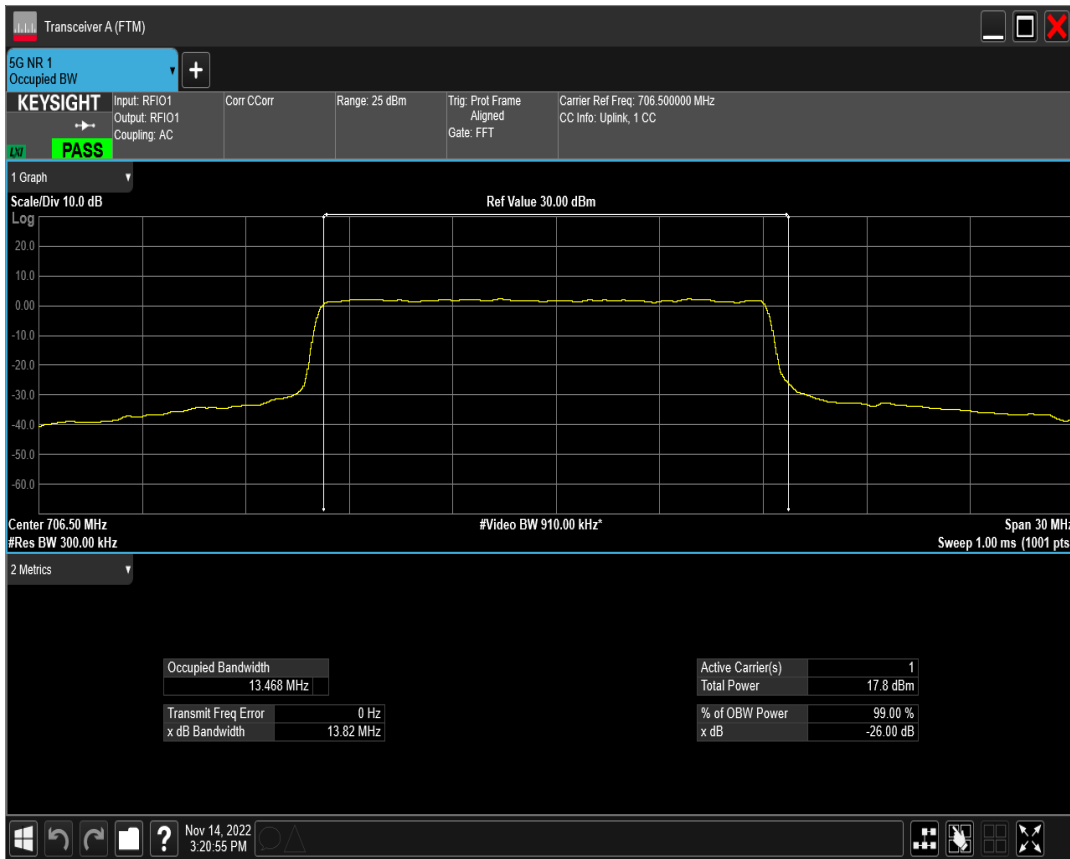 Transceiver A (FTM)
5G NR 1
Occupied BW
+
KEYSIGHT
LXI
PASS
Input: RFIO1
Output: RFIO1
Coupling: AC
Corr CCorr
Range: 25 dBm
Trig: Prot Frame
Aligned
Gate: FFT
Carrier Ref Freq: 706.500000 MHz
CC Info: Uplink, 1 CC
1 Graph
Scale/Div 10.0 dB
Ref Value 30.00 dBm
Log
20.0
10.0
0.00
-10.0
-20.0
-30.0
-40.0
-50.0
-60.0
Center 706.50 MHz
#Video BW 910.00 kHz*
Span 30 MHz
#Res BW 300.00 kHz
Sweep 1.00 ms (1001 pts
2 Metrics
Occupied Bandwidth
13.468 MHz
Transmit Freq Error 0 Hz
x dB Bandwidth 13.82 MHz
Active Carrier(s) 1
Total Power 17.8 dBm
% of OBW Power 99.00 %
x dB -26.00 dB
?
Nov 14, 2022
3:20:55 PM